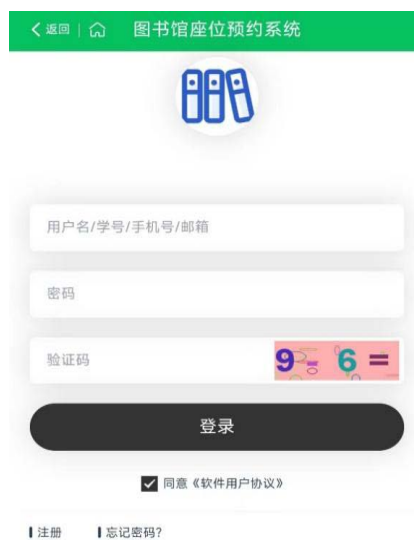 返回 | 图书馆座位预约系统
用户名/学号/手机号/邮箱
密码
验证码 9 - 6 =
登录
同意《软件用户协议》
注册 忘记密码?